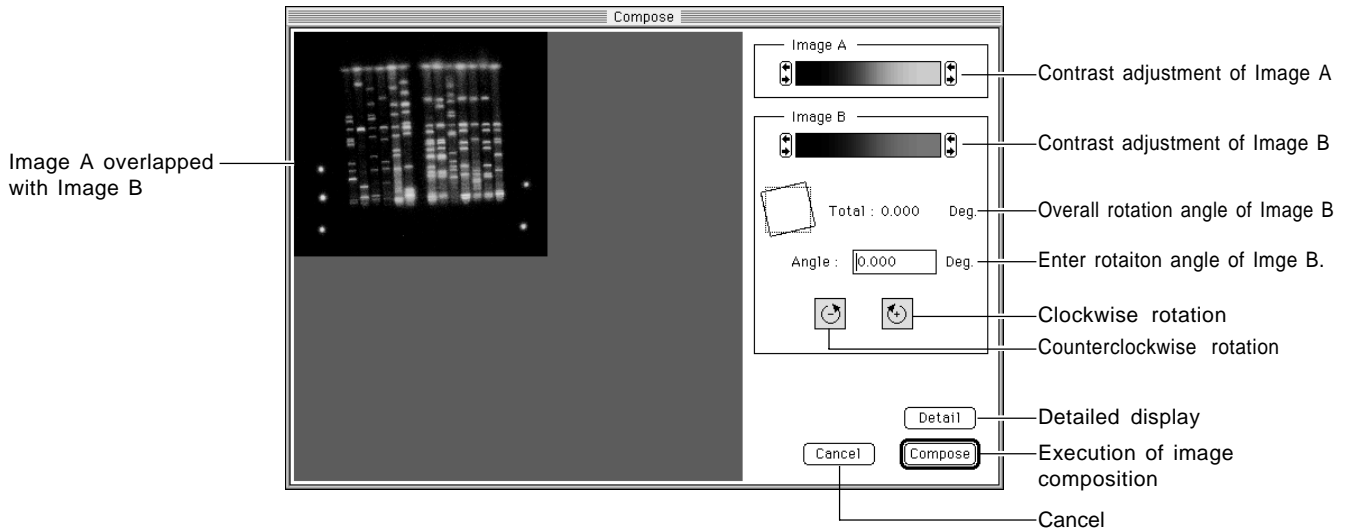 Compose
Image A
Contrast adjustment of Image A
Image B
Contrast adjustment of Image B
Image A overlapped
with Image B
Total : 0.000 Deg.
Overall rotation angle of Image B
Angle : 0.000 Deg.
Enter rotaiton angle of Imge B.
− +
Clockwise rotation
Counterclockwise rotation
Detail
Detailed display
Cancel
Compose
Execution of image
composition
Cancel